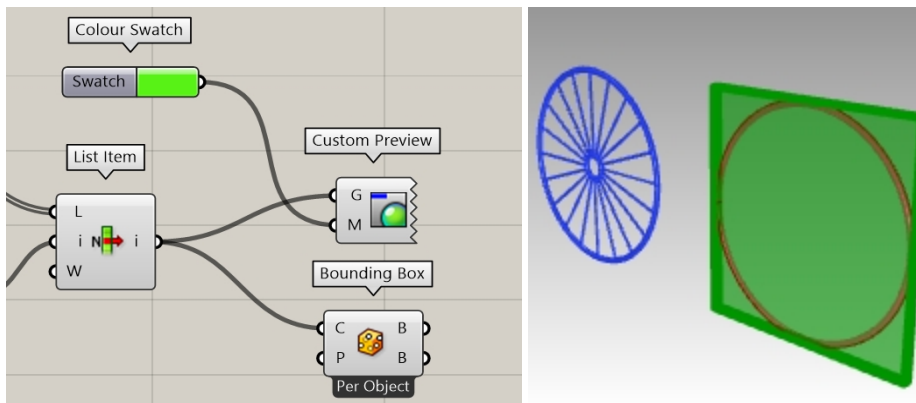 Colour Swatch
Swatch
List Item
L
i N i
W
Custom Preview
G
M
Bounding Box
C B
P B
Per Object